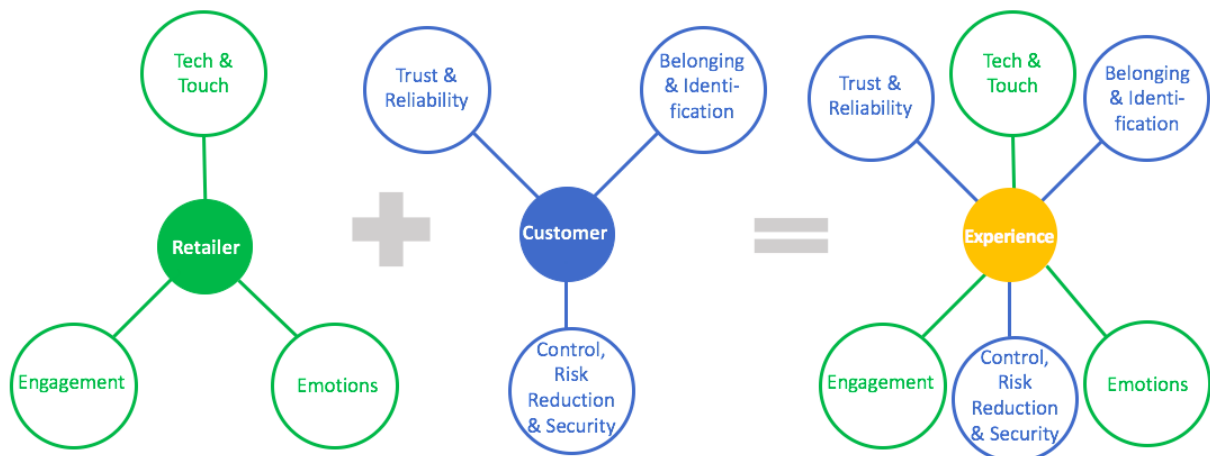 Tech &
Touch
Retailer
Engagement
Emotions
Trust &
Reliability
Belonging
& Identi-
fication
Customer
Control,
Risk
Reduction
& Security
Trust &
Reliability
Tech &
Touch
Belonging
& Identi-
fication
Experience
Engagement
Control,
Risk
Reduction
& Security
Emotions